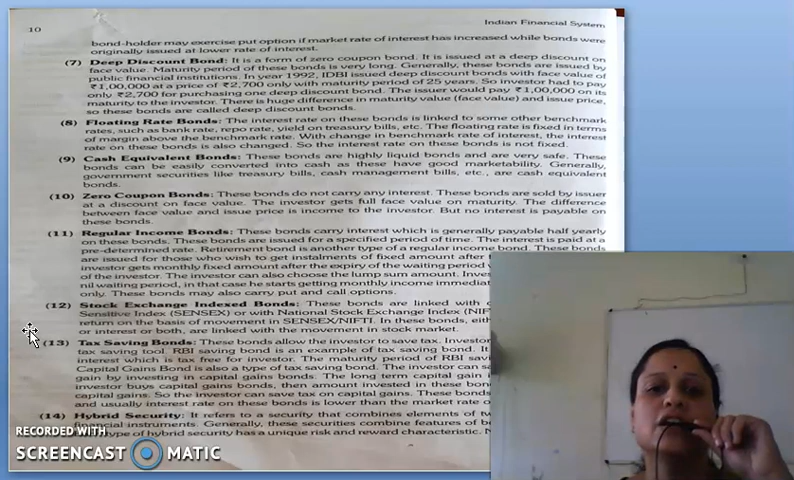 10
Indian Financial System
bond-holder may exercise put option if market rate of interest has increased while bonds were
originally issued at lower rate of interest.
(7) Deep Discount Bond: It is a form of zero coupon bond. It is issued at a deep discount on
face value. Maturity period of these bonds is very long. Generally, these bonds are issued by
public financial institutions. In year 1992, IDBI issued deep discount bonds with face value of
₹1,00,000 at a price of ₹2,700 only with maturity period of 25 years. So investor had to pay
only ₹2,700 for purchasing one deep discount bond. The issuer would pay ₹1,00,000 on its
maturity to the investor. There is huge difference in maturity value (face value) and issue price,
so these bonds are called deep discount bonds.
(8) Floating Rate Bonds: The interest rate on these bonds is linked to some other benchmark
rates, such as bank rate, repo rate, yield on treasury bills, etc. The floating rate is fixed in terms
of margin above the benchmark rate. With change in benchmark rate of interest, the interest
rate on these bonds is also changed. So the interest rate on these bonds is not fixed.
(9) Cash Equivalent Bonds: These bonds are highly liquid bonds and are very safe. These
bonds can be easily converted into cash as these have good marketability. Generally,
government securities like treasury bills, cash management bills, etc., are cash equivalent
bonds.
(10) Zero Coupon Bonds: These bonds do not carry any interest. These bonds are sold by issuer
at a discount on face value. The investor gets full face value on maturity. The difference
between face value and issue price is income to the investor. But no interest is payable on
these bonds.
(11) Regular Income Bonds: These bonds carry interest which is generally payable half yearly
on these bonds. These bonds are issued for a specified period of time. The interest is paid at a
pre-determined rate. Retirement bond is another type of a regular income bond. These bonds
are issued for those who wish to get instalments of fixed amount after
investor gets monthly fixed amount after the expiry of the waiting period
of the investor. The investor can also choose the lump sum amount.
nil waiting period, in that case he starts getting monthly income
only. These bonds may also carry put and call options.
(12) Stock Exchange Indexed Bonds: These bonds are linked with
Sensitive Index (SENSEX) or with National Stock Exchange Index
return on the basis of movement in SENSEX/NIFTI. In these bonds,
or interest or both, are linked with the movement in stock market.
(13) Tax Saving Bonds: These bonds allow the investor to save tax.
tax saving tool. RBI saving bond is an example of tax saving bond. It
interest which is tax free for investor. The maturity period of RBI
Capital Gains Bond is also a type of tax saving bond. The investor can
gain by investing in capital gains bonds. The long term capital gain
investor buys capital gains bonds, then amount invested in these
capital gains. So the investor can save tax on capital gains. These bonds
and usually interest rate on these bonds is lower than the market rate
(14) Hybrid Security: It refers to a security that combines elements of
financial instruments. Generally, these securities combine features of
type of hybrid security has a unique risk and reward characteristic.
RECORDED WITH
SCREENCAST MATIC